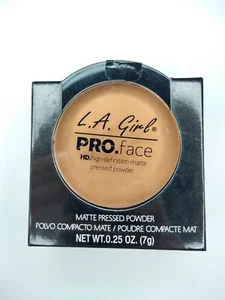 L.A. Girl®
PRO.face
HD.high-definition matte
pressed powder
MATTE PRESSED POWDER
POLVO COMPACTO MATE / POUDRE COMPACTE MAT
NET WT.0.25 OZ. (7g)